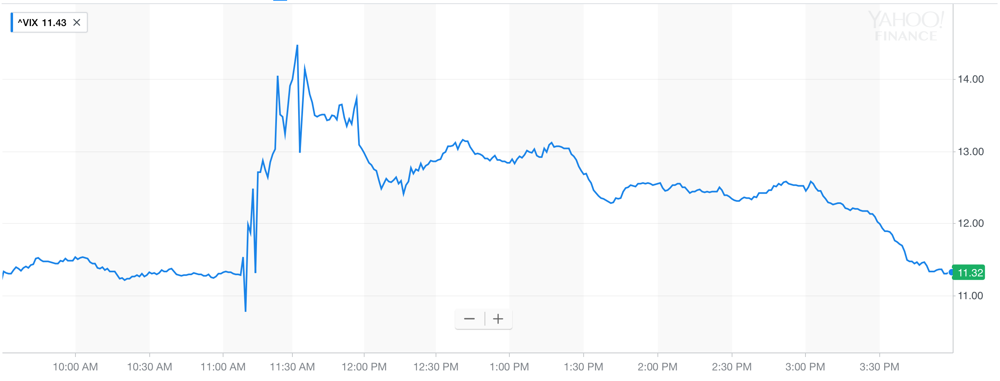 ^VIX 11.43
YAHOO!
FINANCE
14.00
13.00
12.00
11.32
11.00
10:00 AM 10:30 AM 11:00 AM 11:30 AM 12:00 PM 12:30 PM 1:00 PM 1:30 PM 2:00 PM 2:30 PM 3:00 PM 3:30 PM